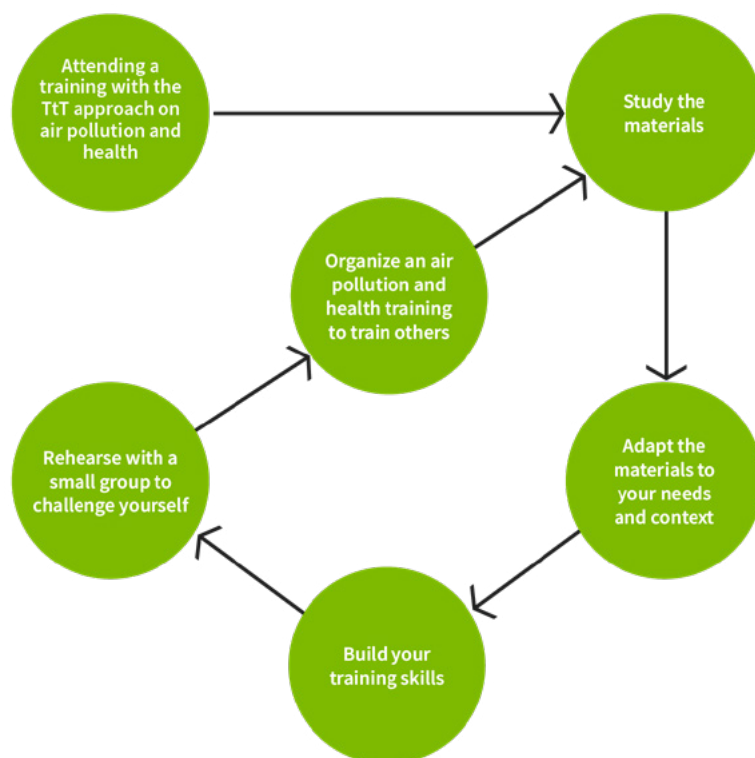 Attending a
training with the
TtT approach on
air pollution and
health
Study the
materials
Organize an air
pollution and
health training
to train others
Rehearse with a
small group to
challenge yourself
Adapt the
materials to
your needs
and context
Build your
training skills